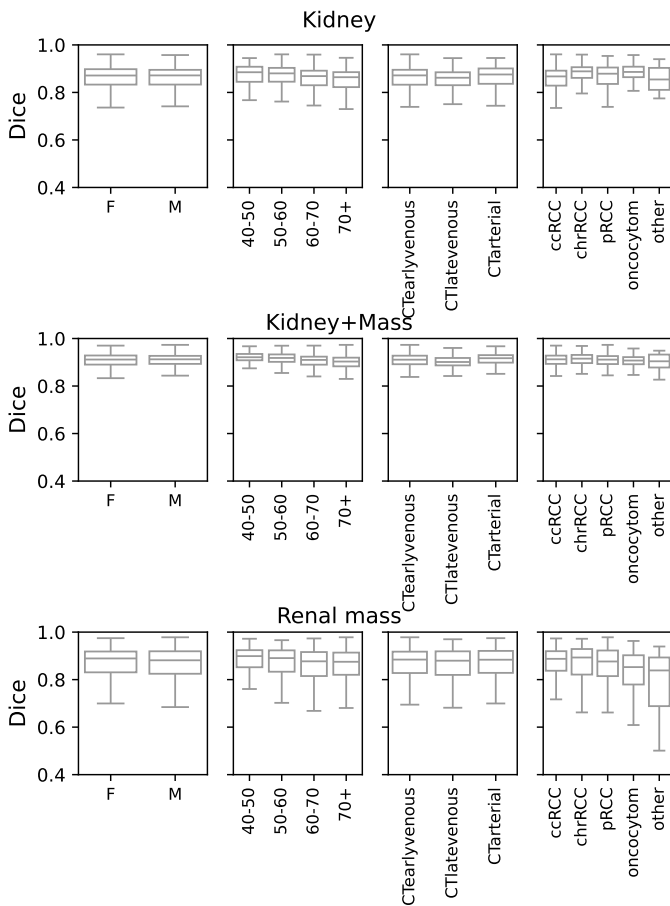 Kidney
Dice
1.0
0.8
0.6
0.4
F M
40-50 50-60 60-70 70+
CTearlyvenous CTlatevenous CTarterial
ccRCC chrRCC pRCC oncocytom other
Kidney+Mass
Dice
1.0
0.8
0.6
0.4
F M
40-50 50-60 60-70 70+
CTearlyvenous CTlatevenous CTarterial
ccRCC chrRCC pRCC oncocytom other
Renal mass
Dice
1.0
0.8
0.6
0.4
F M
40-50 50-60 60-70 70+
CTearlyvenous CTlatevenous CTarterial
ccRCC chrRCC pRCC oncocytom other